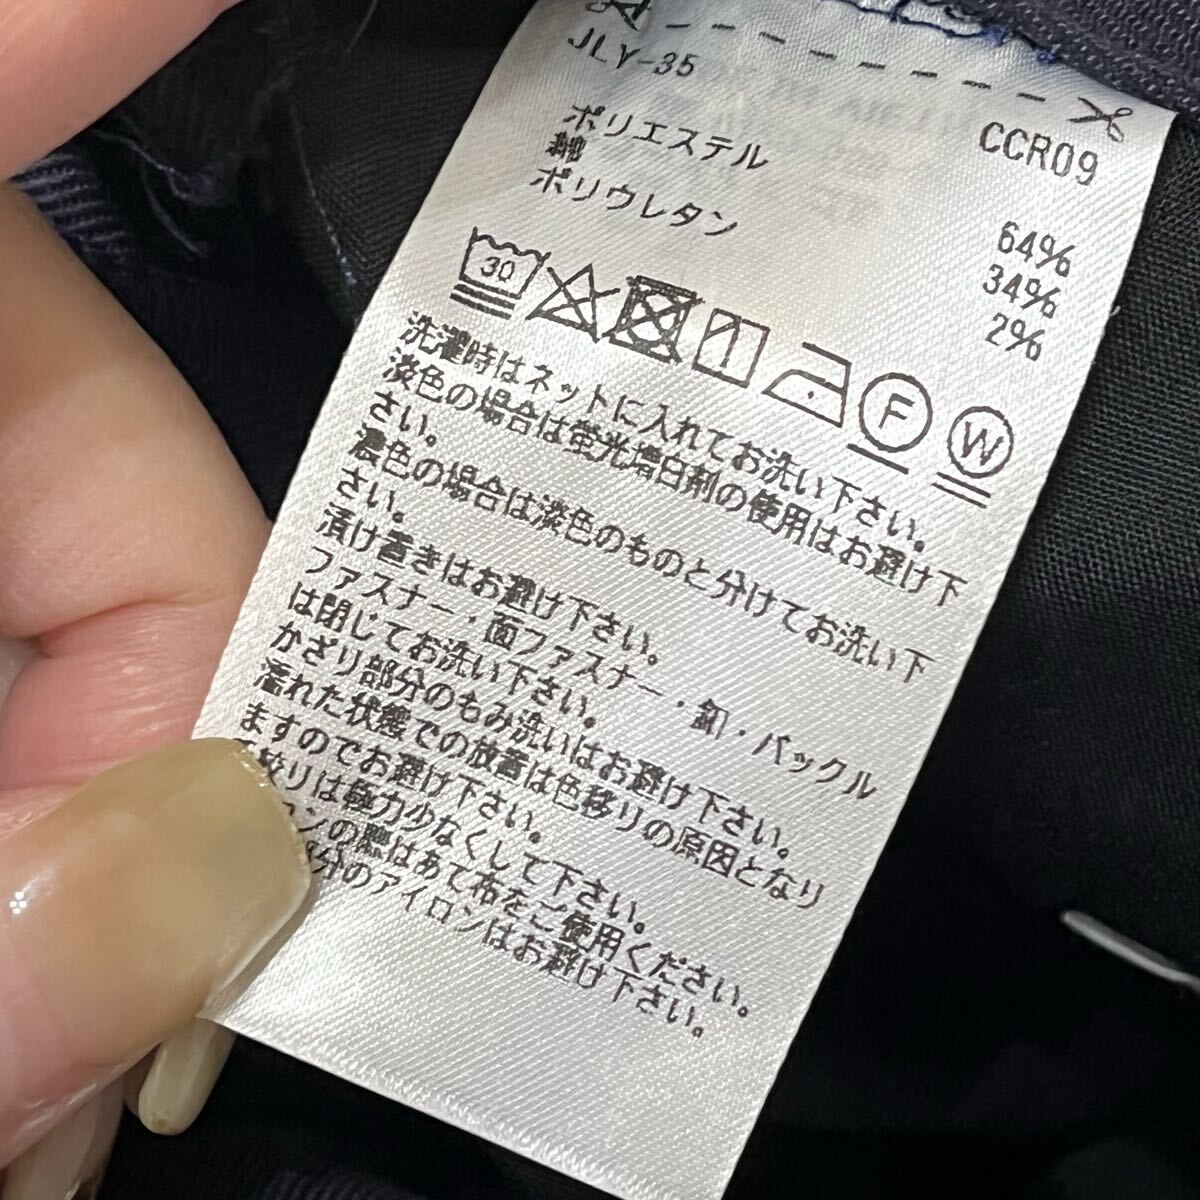 JLY-35
CCR09
ポリエステル 64%
綿 34%
ポリウレタン 2%
30
F
W
洗濯時はネットに入れてお洗い下さい。
淡色の場合は蛍光増白剤の使用はお避け下
さい。
濃色の場合は淡色のものと分けてお洗い下
さい。
漬け置きはお避け下さい。
ファスナー・面ファスナー・釦・バックル
は閉じてお洗い下さい。
かざり部分のもみ洗いはお避け下さい。
濡れた状態での放置は色移りの原因となり
ますのでお避け下さい。
絞りは極力少なくして下さい。
ロンの際はあて布をご使用ください。
部分のアイロンはお避け下さい。